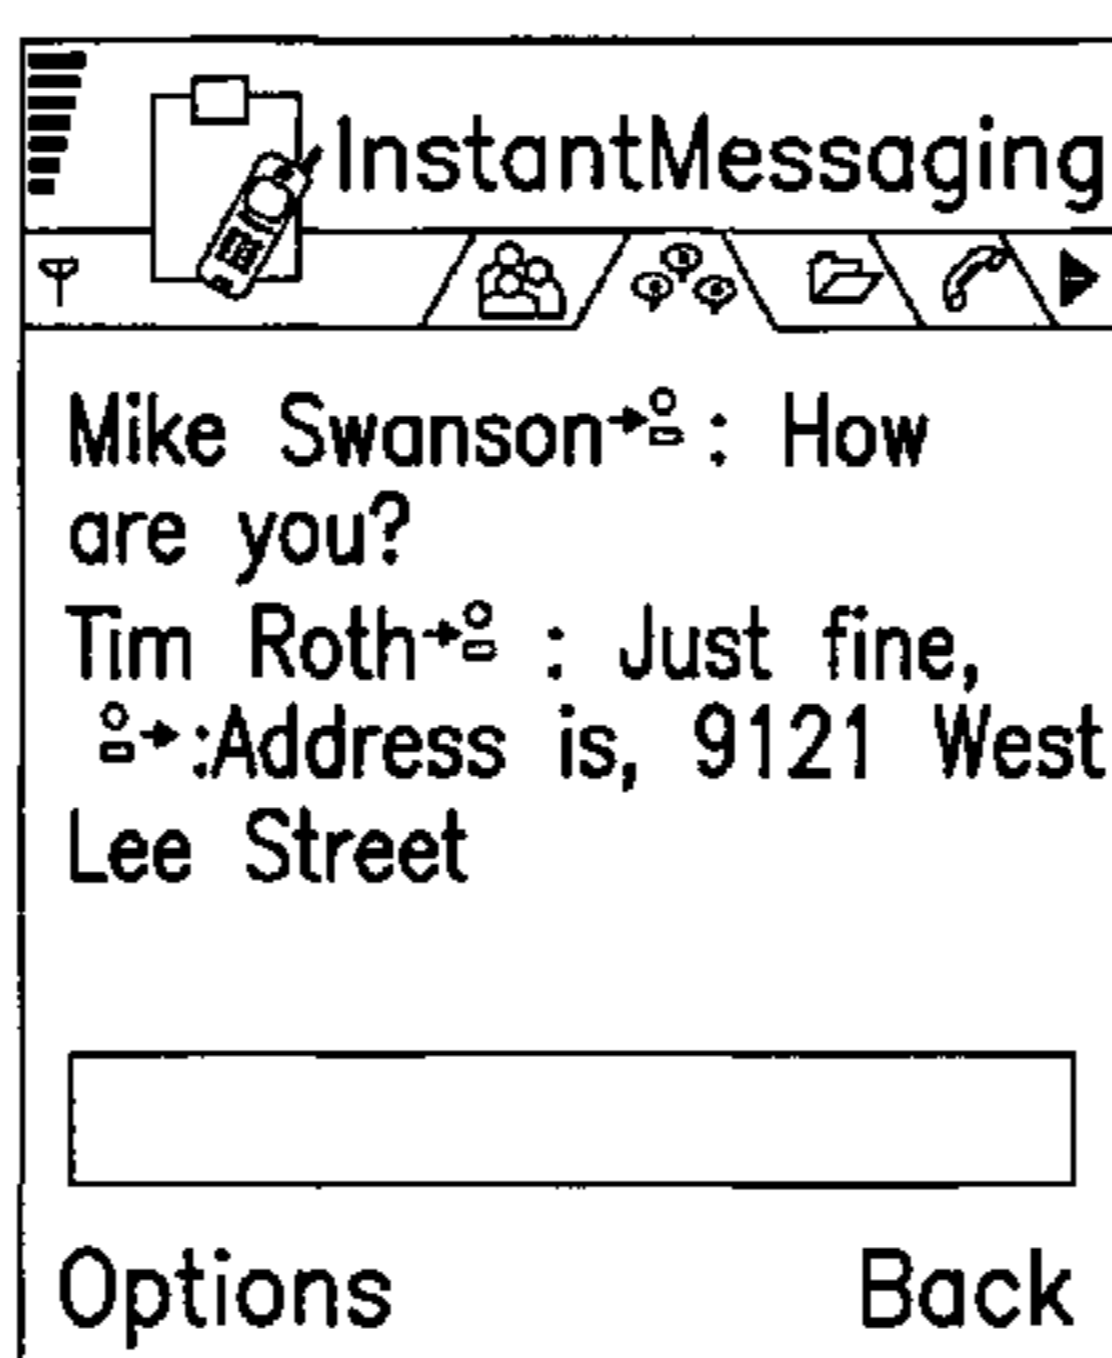 InstantMessaging
Mike Swanson→: How
are you?
Tim Roth→ : Just fine,
→:Address is, 9121 West
Lee Street
Options
Back